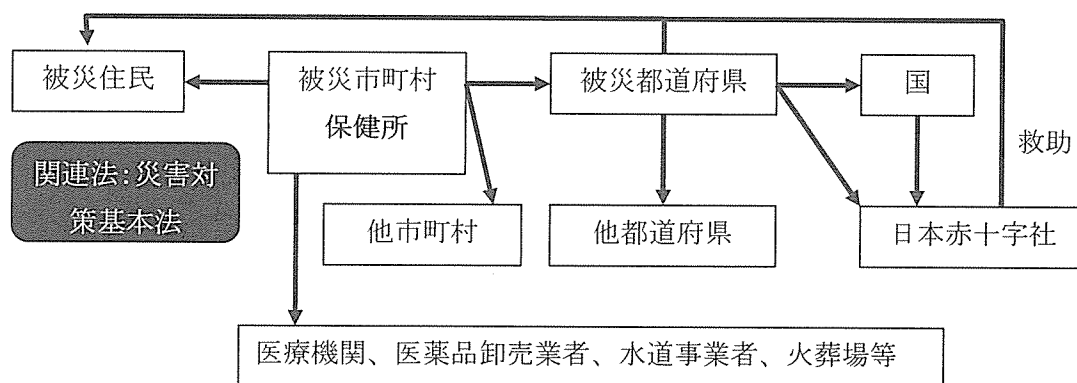 被災住民
被災市町村
保健所
被災都道府県
国
救助
関連法:災害対
策基本法
他市町村
他都道府県
日本赤十字社
医療機関、医薬品卸売業者、水道事業者、火葬場等